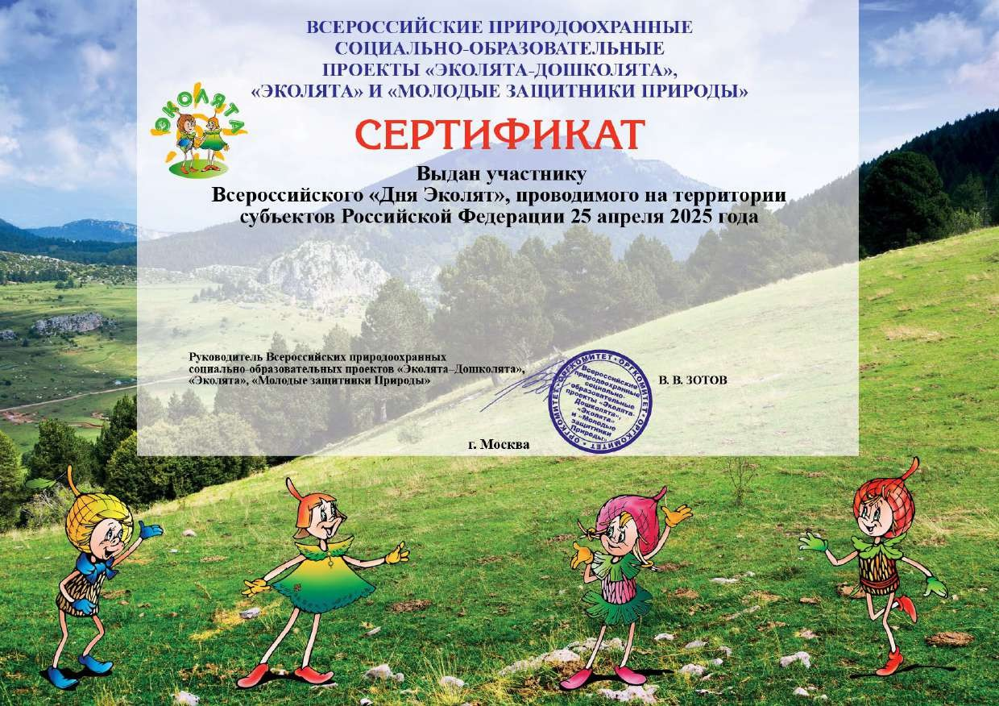 ВСЕРОССИЙСКИЕ ПРИРОДООХРАННЫЕ
СОЦИАЛЬНО-ОБРАЗОВАТЕЛЬНЫЕ
ПРОЕКТЫ «ЭКОЛЯТА-ДОШКОЛЯТА»,
«ЭКОЛЯТА» И «МОЛОДЫЕ ЗАЩИТНИКИ ПРИРОДЫ»
ЭКОЛЯТА
СЕРТИФИКАТ
Выдан участнику
Всероссийского «Дня Эколят», проводимого на территории
субъектов Российской Федерации 25 апреля 2025 года
Руководитель Всероссийских природоохранных
социально-образовательных проектов «Эколята–Дошколята»,
«Эколята», «Молодые защитники Природы»
ОРГКОМИТЕТ · ОРГКОМИТЕТ · ОРГКОМИТЕТ · ОРГКОМИТЕТ ·
Всероссийские
природоохранные
социально-
образовательные
проекты «Эколята-
Дошколята»,
«Эколята»
и «Молодые
защитники
Природы»
В. В. ЗОТОВ
г. Москва